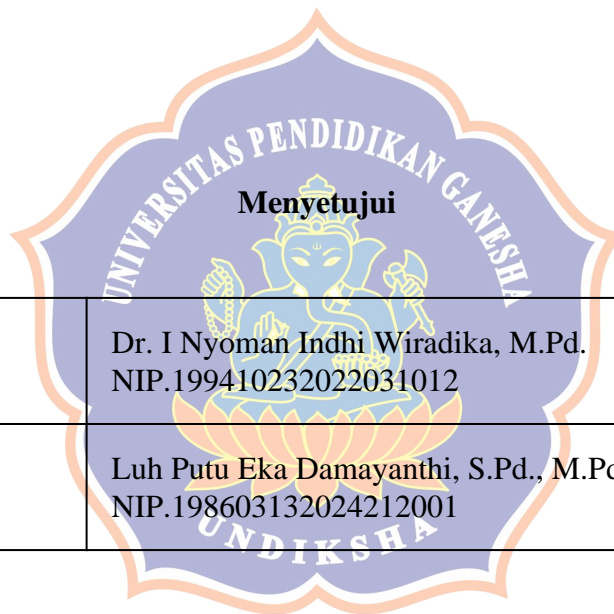 UNIVERSITAS PENDIDIKAN GANESHA
Menyetujui
Dr. I Nyoman Indhi Wiradika, M.Pd.
NIP.199410232022031012
Luh Putu Eka Damayanthi, S.Pd., M.Pd
NIP.198603132024212001
UNDIKSHA